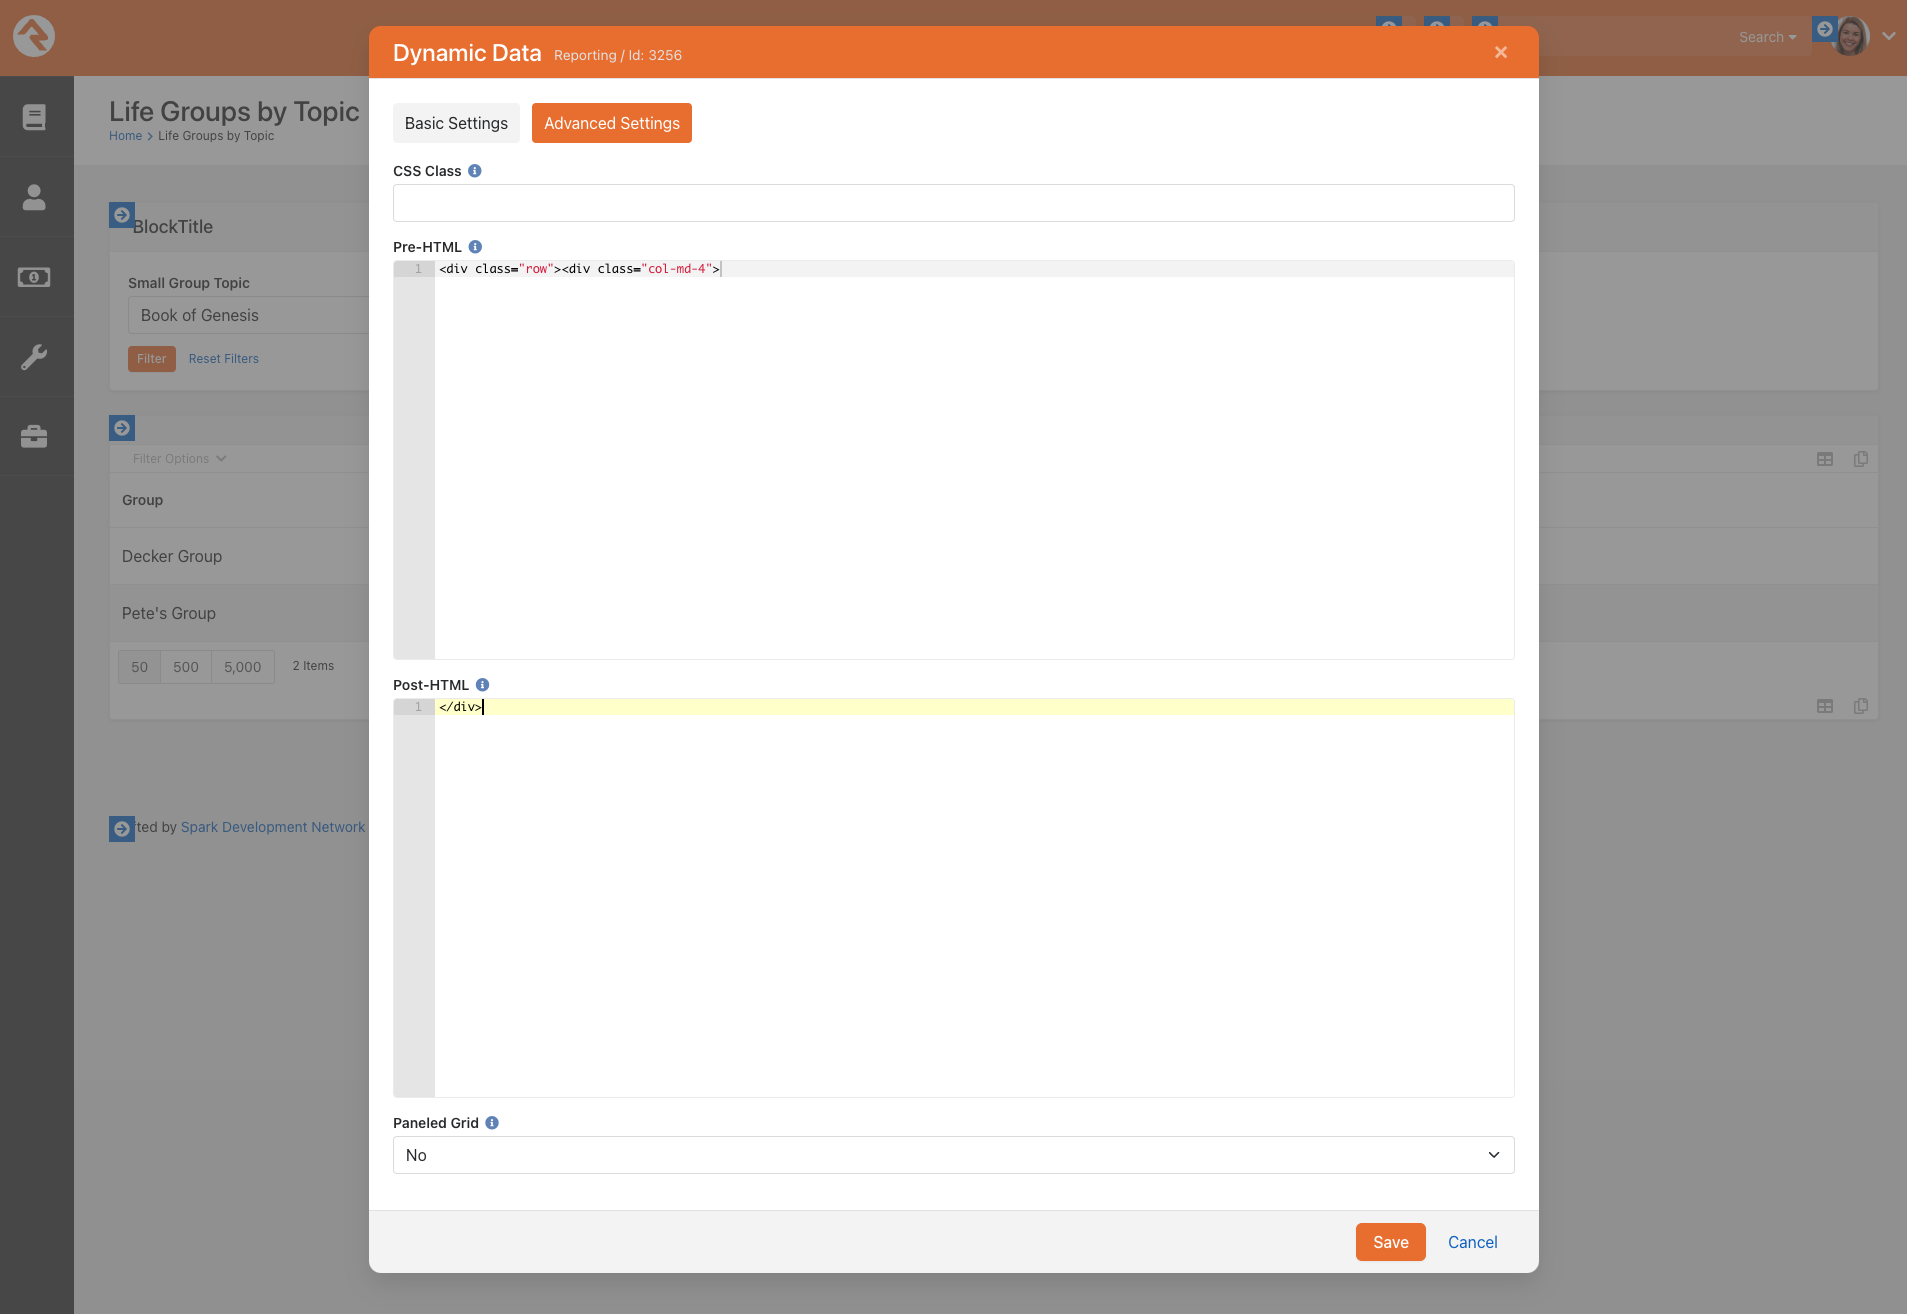 Search
Dynamic Data Reporting / Id: 3256
Life Groups by Topic
Home > Life Groups by Topic
Basic Settings
Advanced Settings
CSS Class
BlockTitle
Small Group Topic
Book of Genesis
Filter
Reset Filters
Pre-HTML
1 <div class="row"><div class="col-md-4">
Filter Options
Group
Decker Group
Pete's Group
50 500 5,000 2 Items
Post-HTML
1 </div>
ted by Spark Development Network
Paneled Grid
No
Save
Cancel